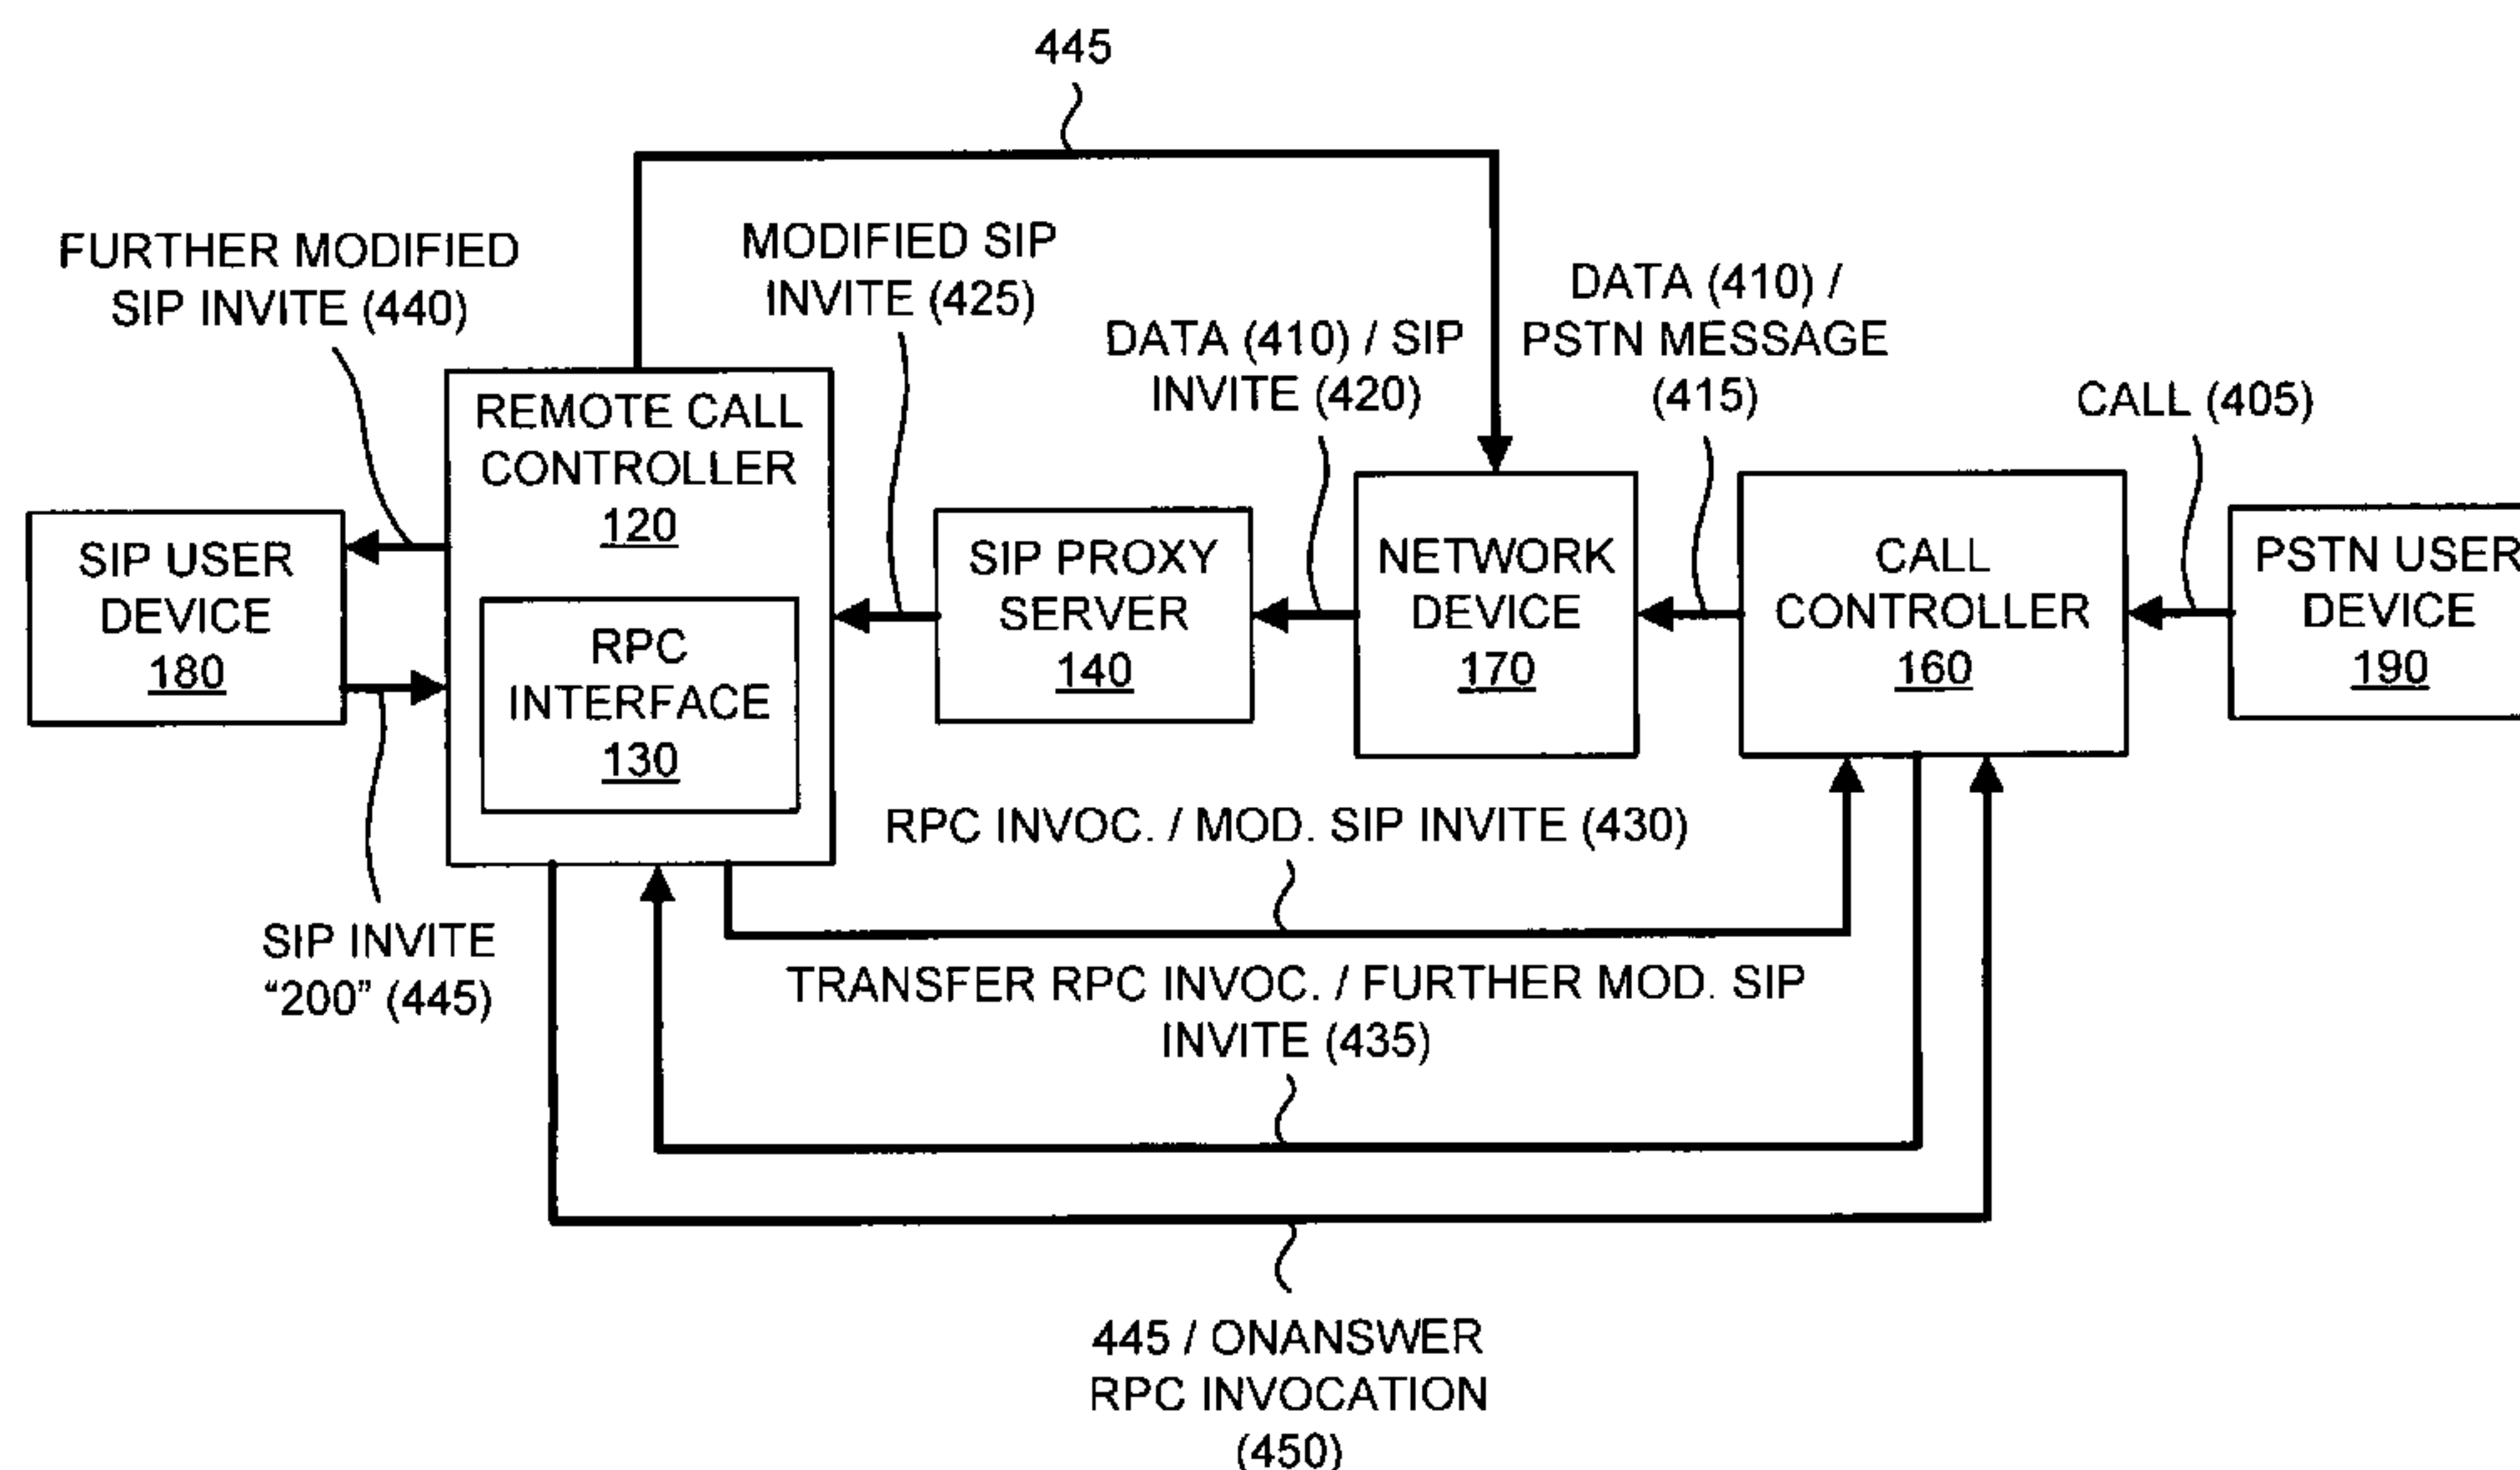 445
FURTHER MODIFIED
SIP INVITE (440)
MODIFIED SIP
INVITE (425)
DATA (410) / SIP
INVITE (420)
DATA (410) /
PSTN MESSAGE
(415)
CALL (405)
SIP USER
DEVICE
180
REMOTE CALL
CONTROLLER
120
RPC
INTERFACE
130
SIP PROXY
SERVER
140
NETWORK
DEVICE
170
CALL
CONTROLLER
160
PSTN USER
DEVICE
190
RPC INVOC. / MOD. SIP INVITE (430)
SIP INVITE
“200” (445)
TRANSFER RPC INVOC. / FURTHER MOD. SIP
INVITE (435)
445 / ONANSWER
RPC INVOCATION
(450)